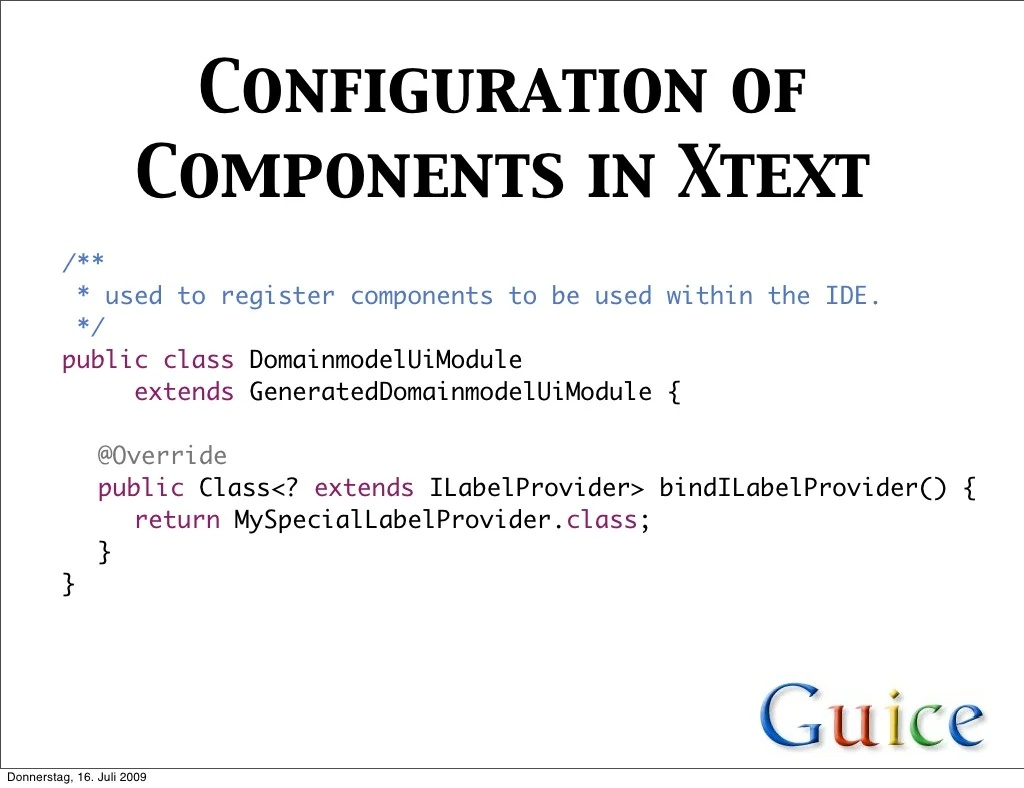 Configuration of
Components in Xtext
/**
 * used to register components to be used within the IDE.
 */
public class DomainmodelUiModule
     extends GeneratedDomainmodelUiModule {
@Override
public Class<? extends ILabelProvider> bindILabelProvider() {
return MySpecialLabelProvider.class;
}
}
Guice
Donnerstag, 16. Juli 2009